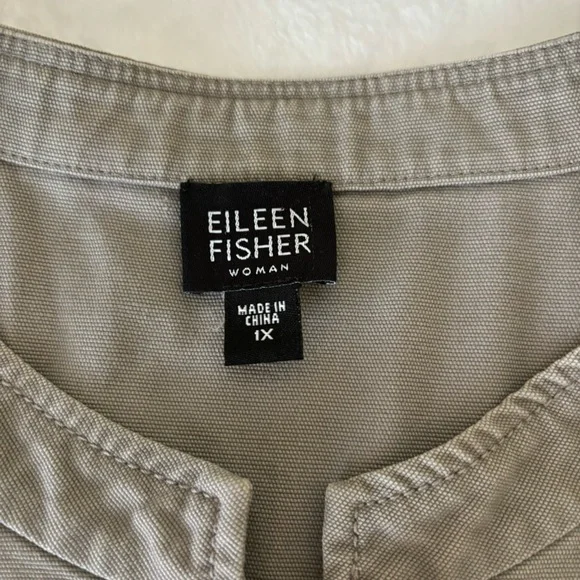 EILEEN
FISHER
WOMAN
MADE IN
CHINA
1X